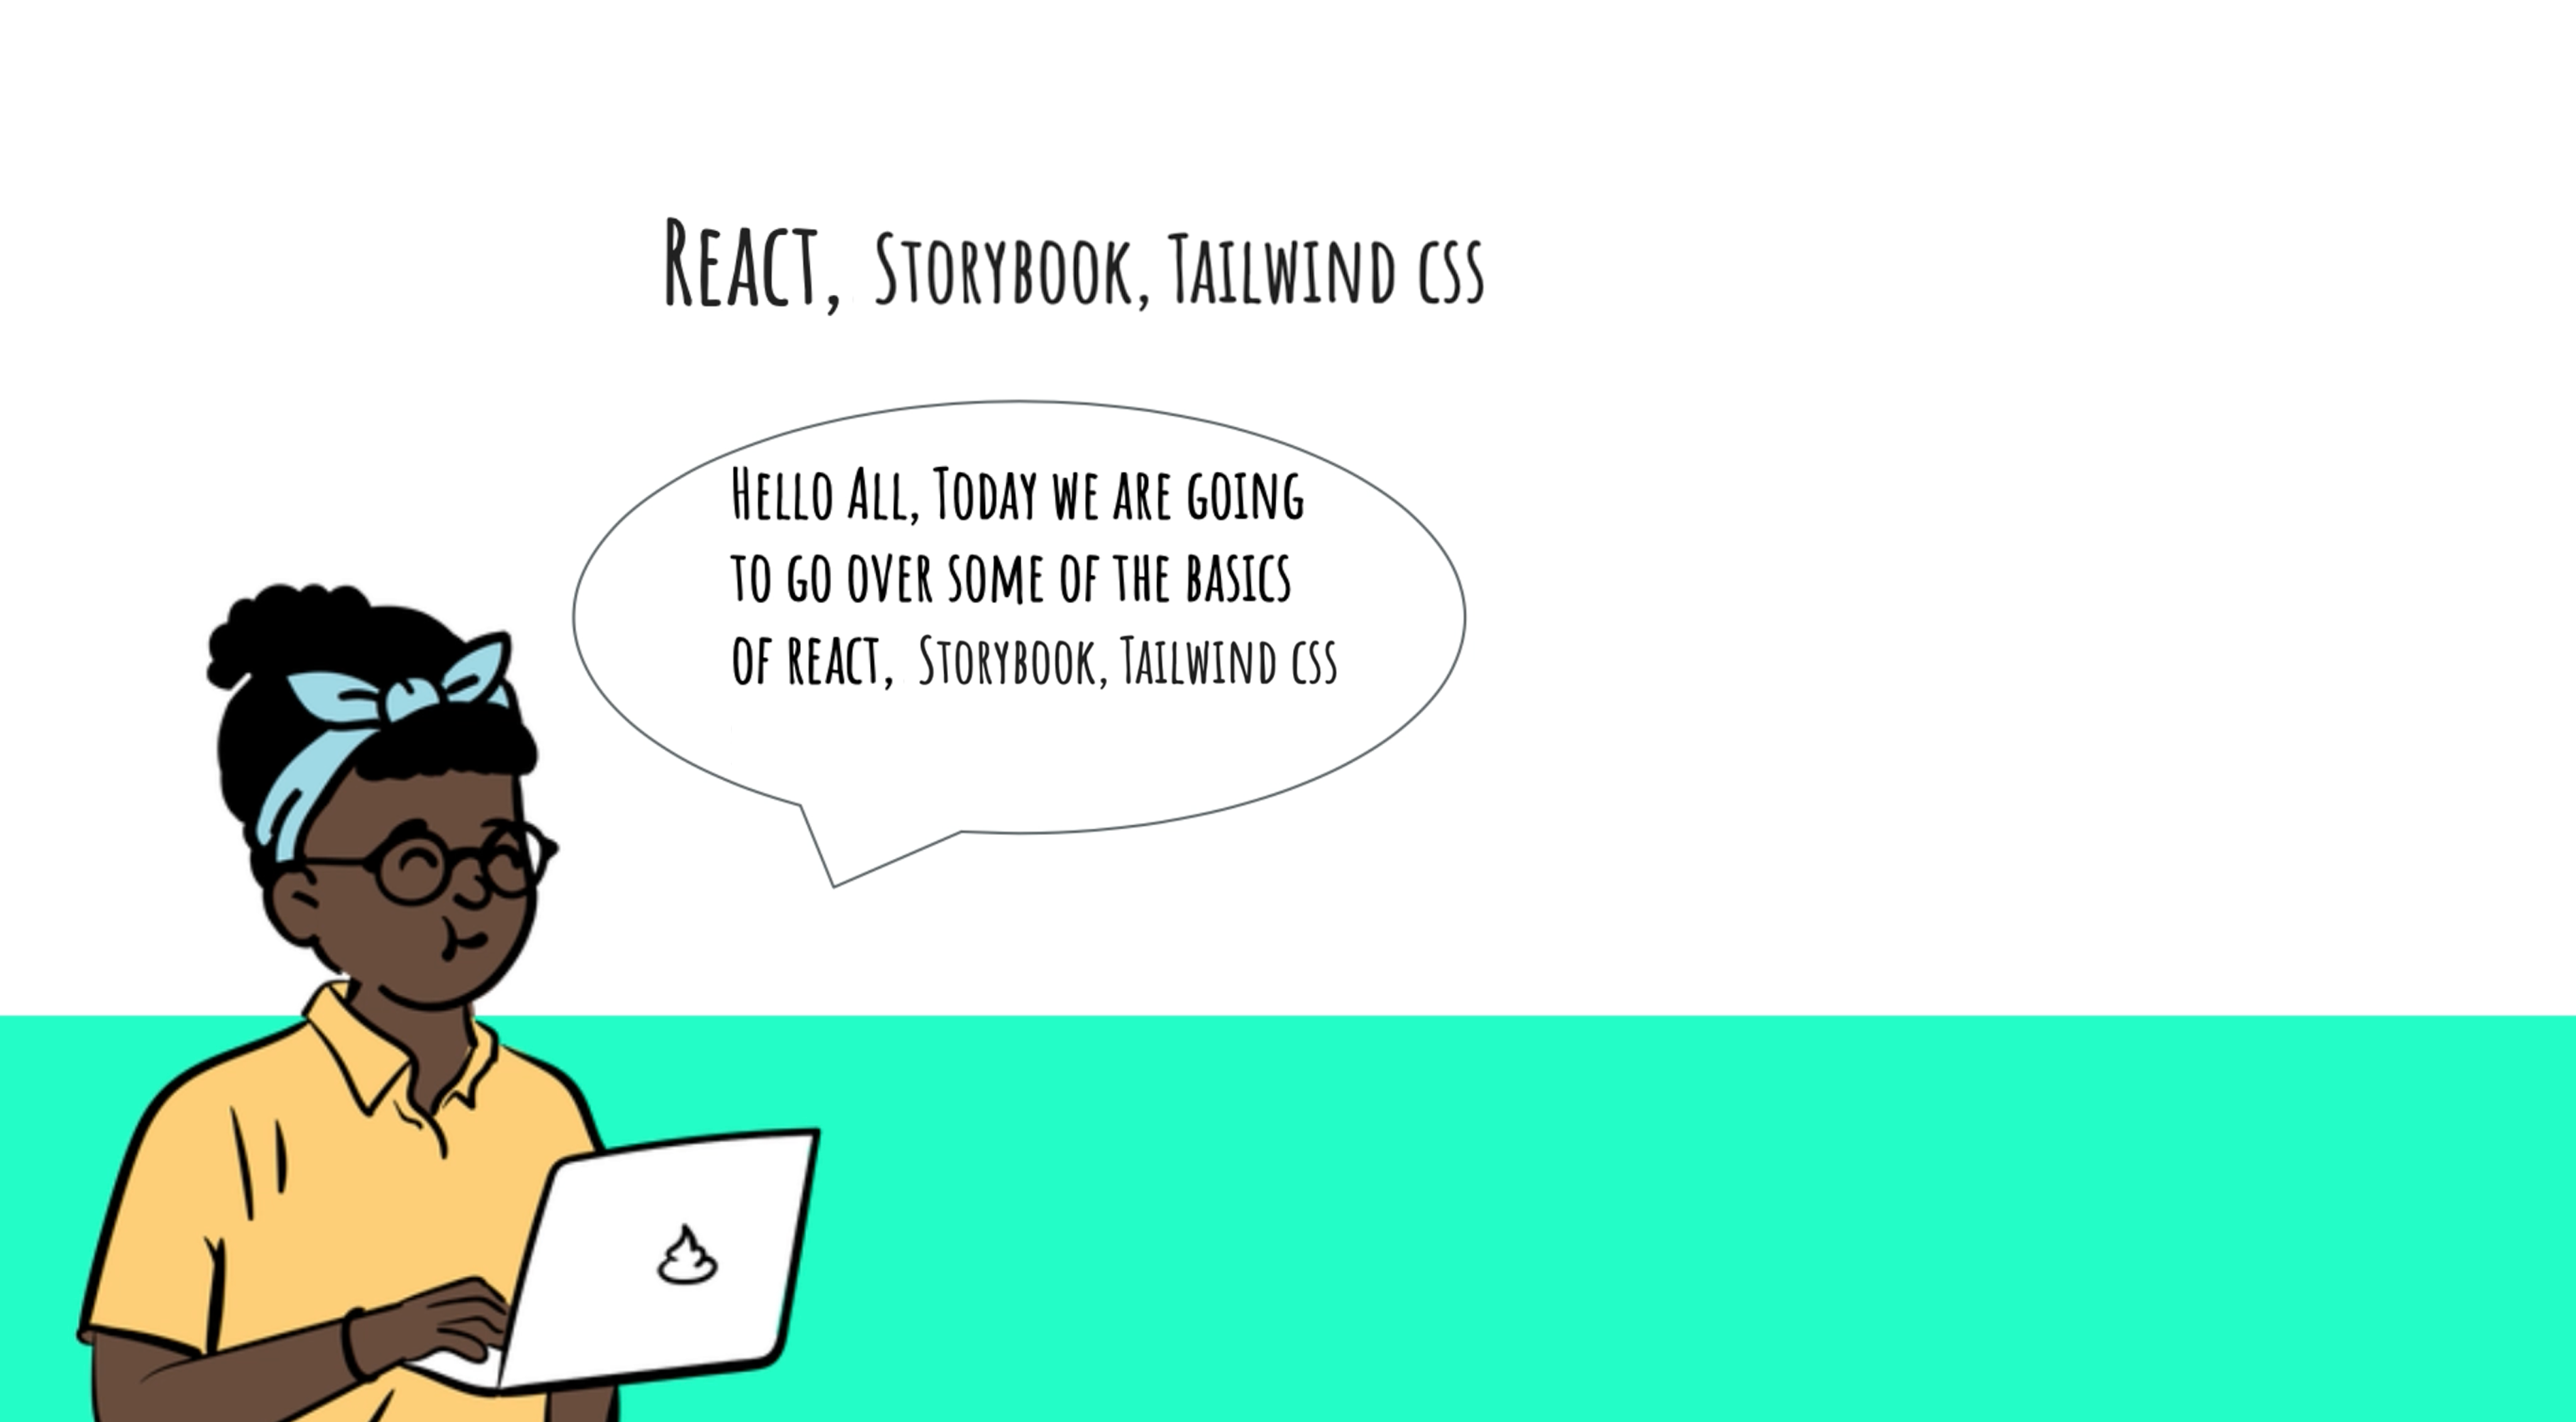 React, Storybook, Tailwind css
Hello All, Today we are going
to go over some of the basics
of react, Storybook, Tailwind css